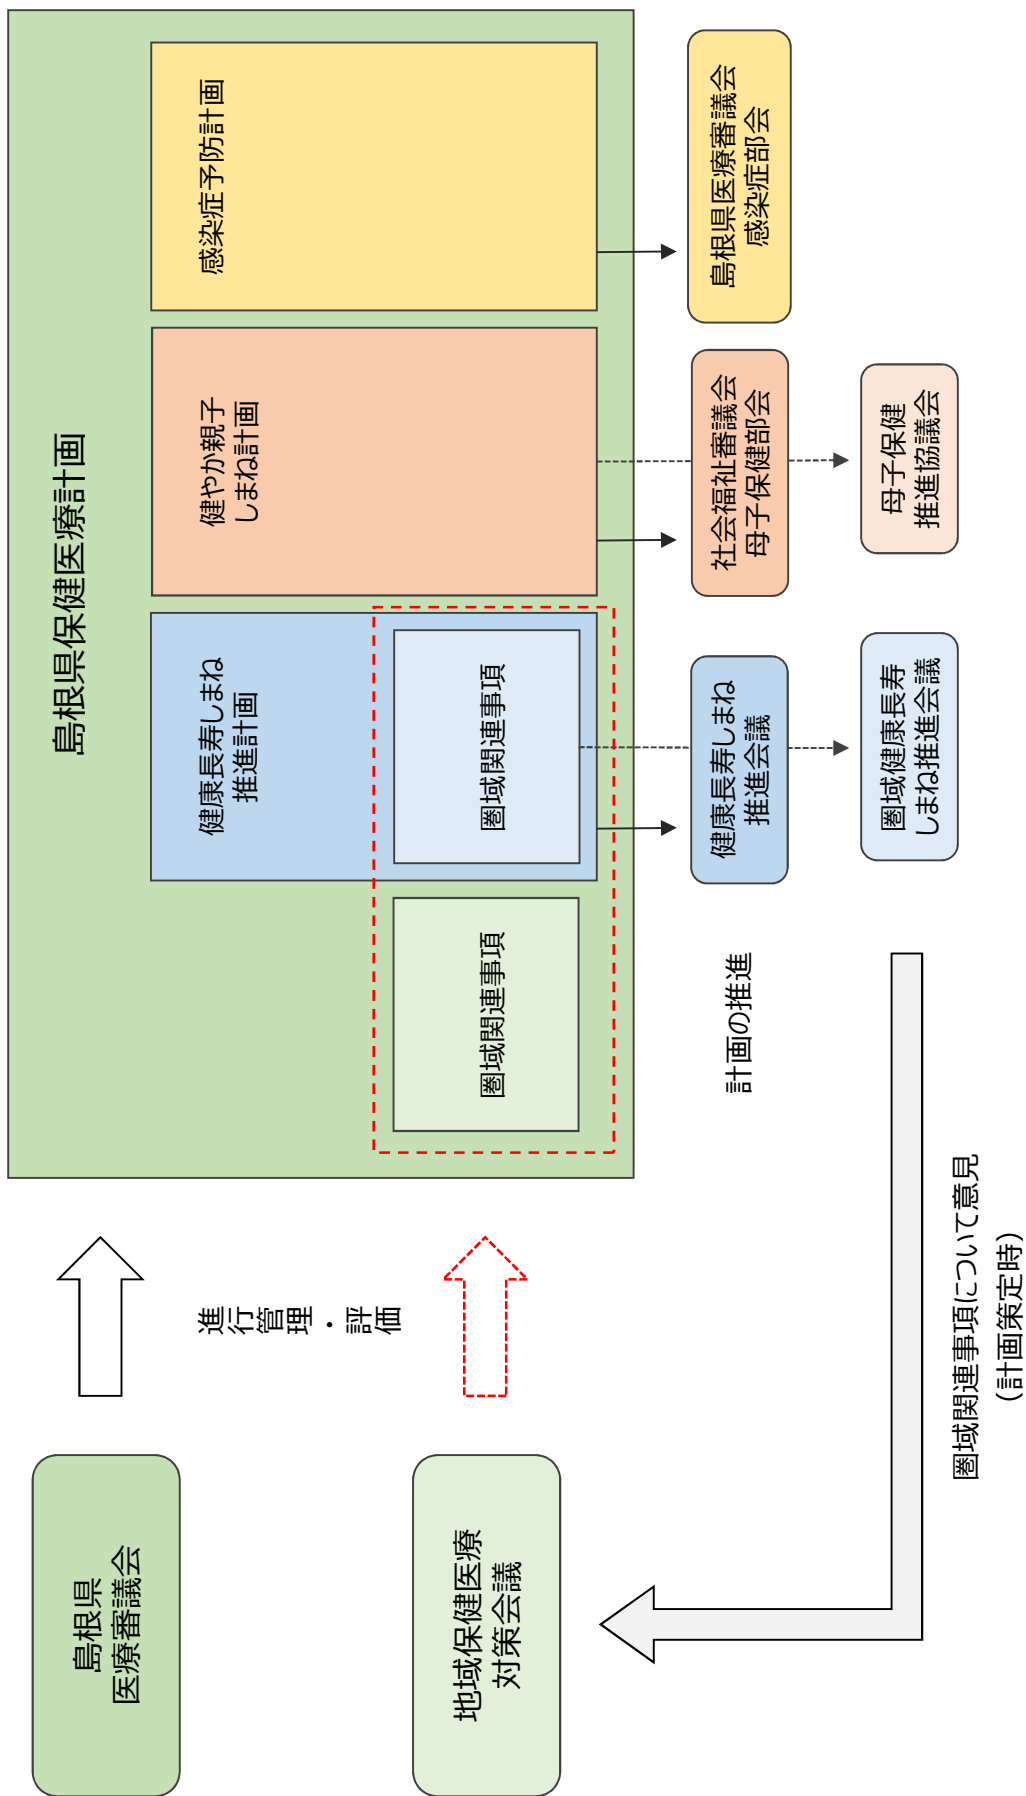 島根県保健医療計画
健康長寿しまね
推進計画
健やか親子
しまね計画
感染症予防計画
圏域関連事項
圏域関連事項
島根県
医療審議会
進行管理・評価
地域保健医療
対策会議
計画の推進
健康長寿しまね
推進会議
社会福祉審議会
母子保健部会
島根県医療審議会
感染症部会
圏域健康長寿
しまね推進会議
母子保健
推進協議会
圏域関連事項について意見
（計画策定時）